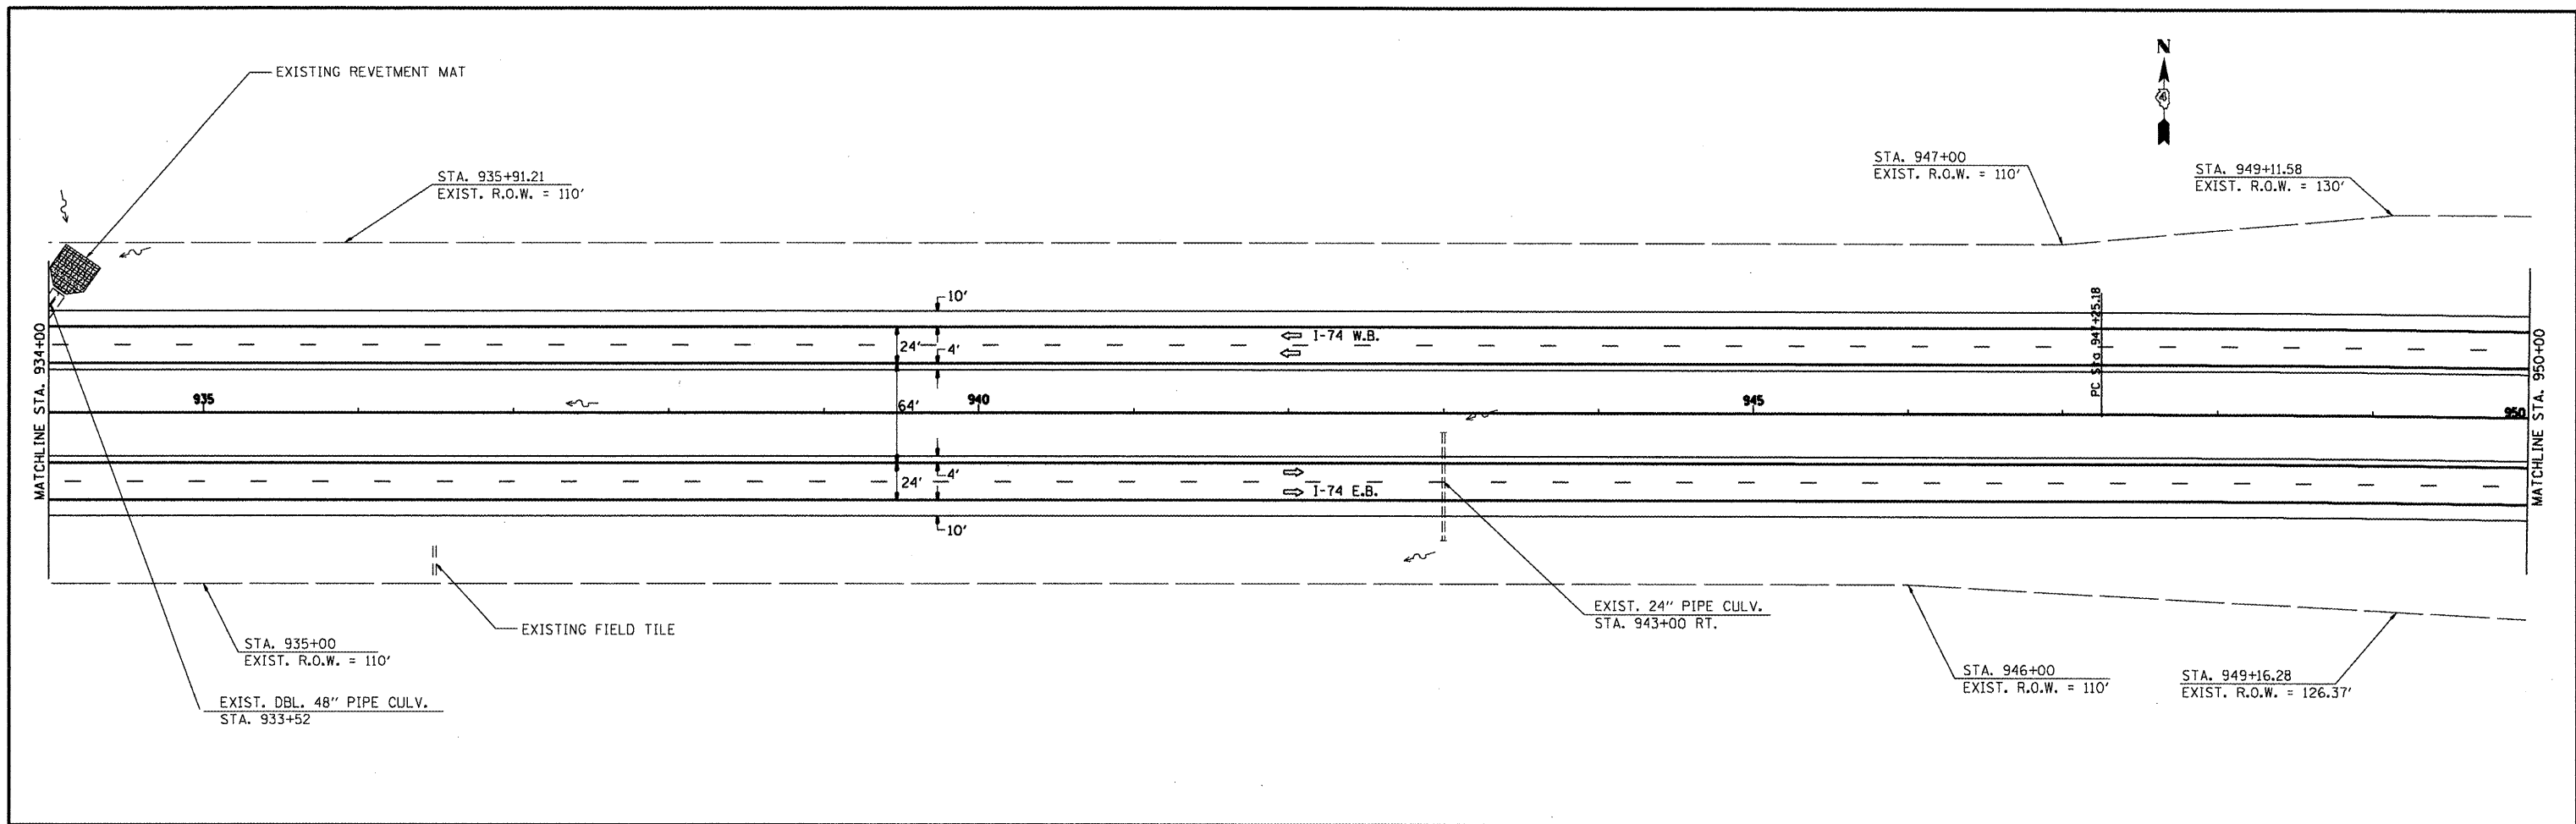 N
EXISTING REVETMENT MAT
STA. 947+00
EXIST. R.O.W. = 110'
STA. 949+11.58
EXIST. R.O.W. = 130'
STA. 935+91.21
EXIST. R.O.W. = 110'
10'
24'
4'
I-74 W.B.
PC Sta 947+25.18
MATCHLINE STA. 934+00
MATCHLINE STA. 950+00
935
64'
940
945
950
4'
24'
I-74 E.B.
10'
EXIST. 24" PIPE CULV.
STA. 943+00 RT.
EXISTING FIELD TILE
STA. 935+00
EXIST. R.O.W. = 110'
STA. 946+00
EXIST. R.O.W. = 110'
STA. 949+16.28
EXIST. R.O.W. = 126.37'
EXIST. DBL. 48" PIPE CULV.
STA. 933+52